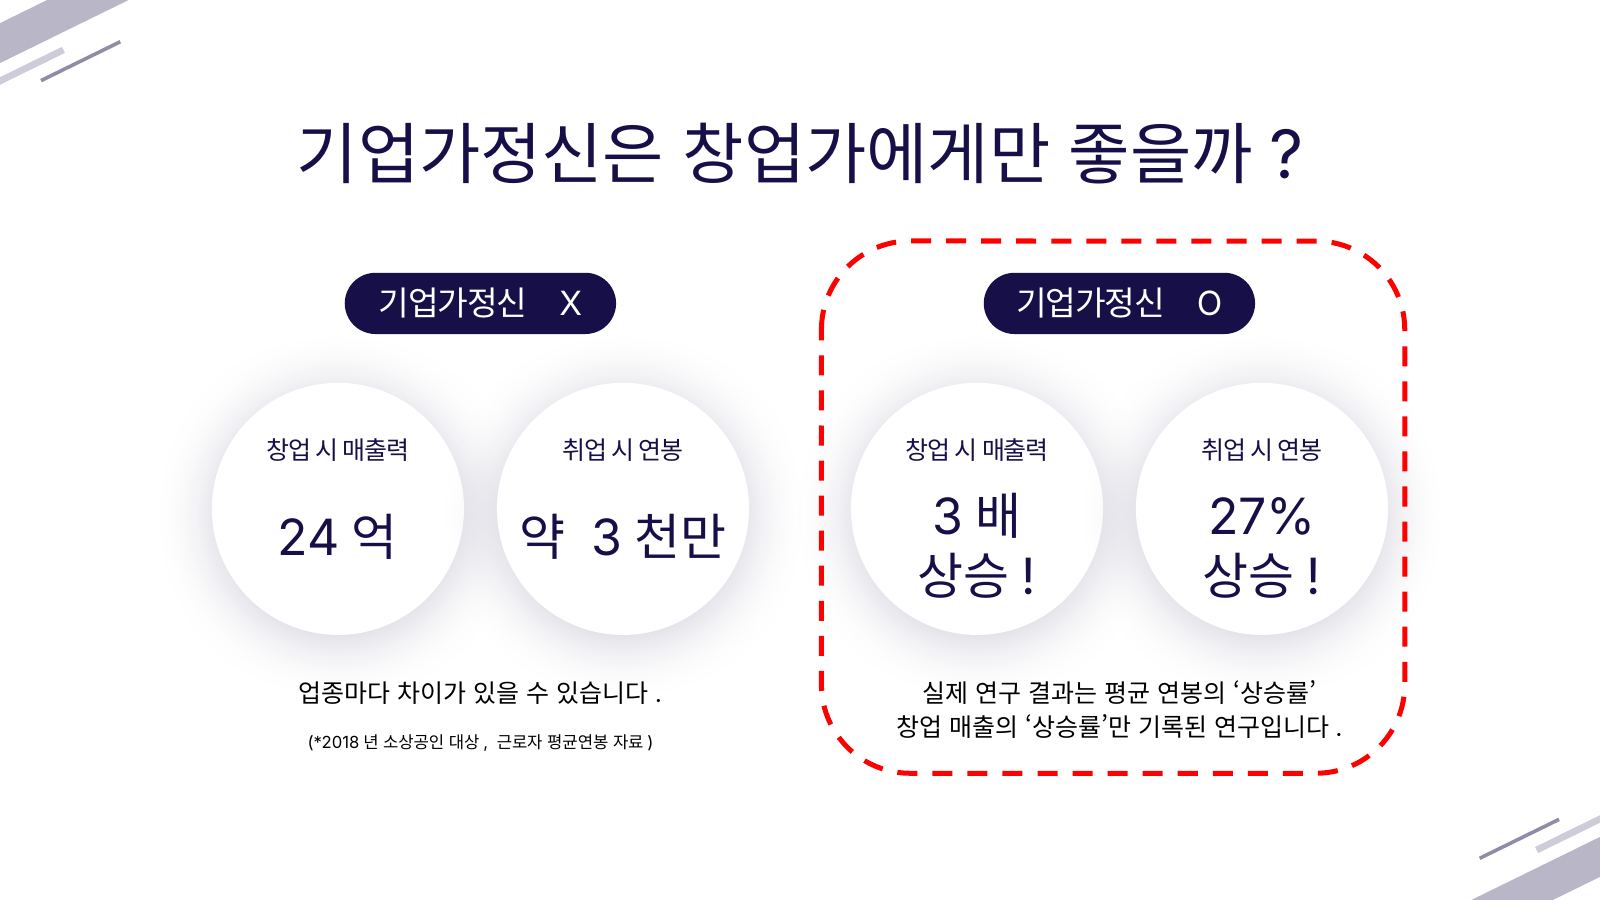 기업가정신은 창업가에게만 좋을까 ?
기업가정신 X
창업 시 매출력
24 억
취업 시 연봉
약 3 천만
업종마다 차이가 있을 수 있습니다 .
(*2018 년 소상공인 대상 , 근로자 평균연봉 자료 )
기업가정신 O
창업 시 매출력
3 배
상승 !
취업 시 연봉
27%
상승 !
실제 연구 결과는 평균 연봉의 ‘상승률’
창업 매출의 ‘상승률’만 기록된 연구입니다 .